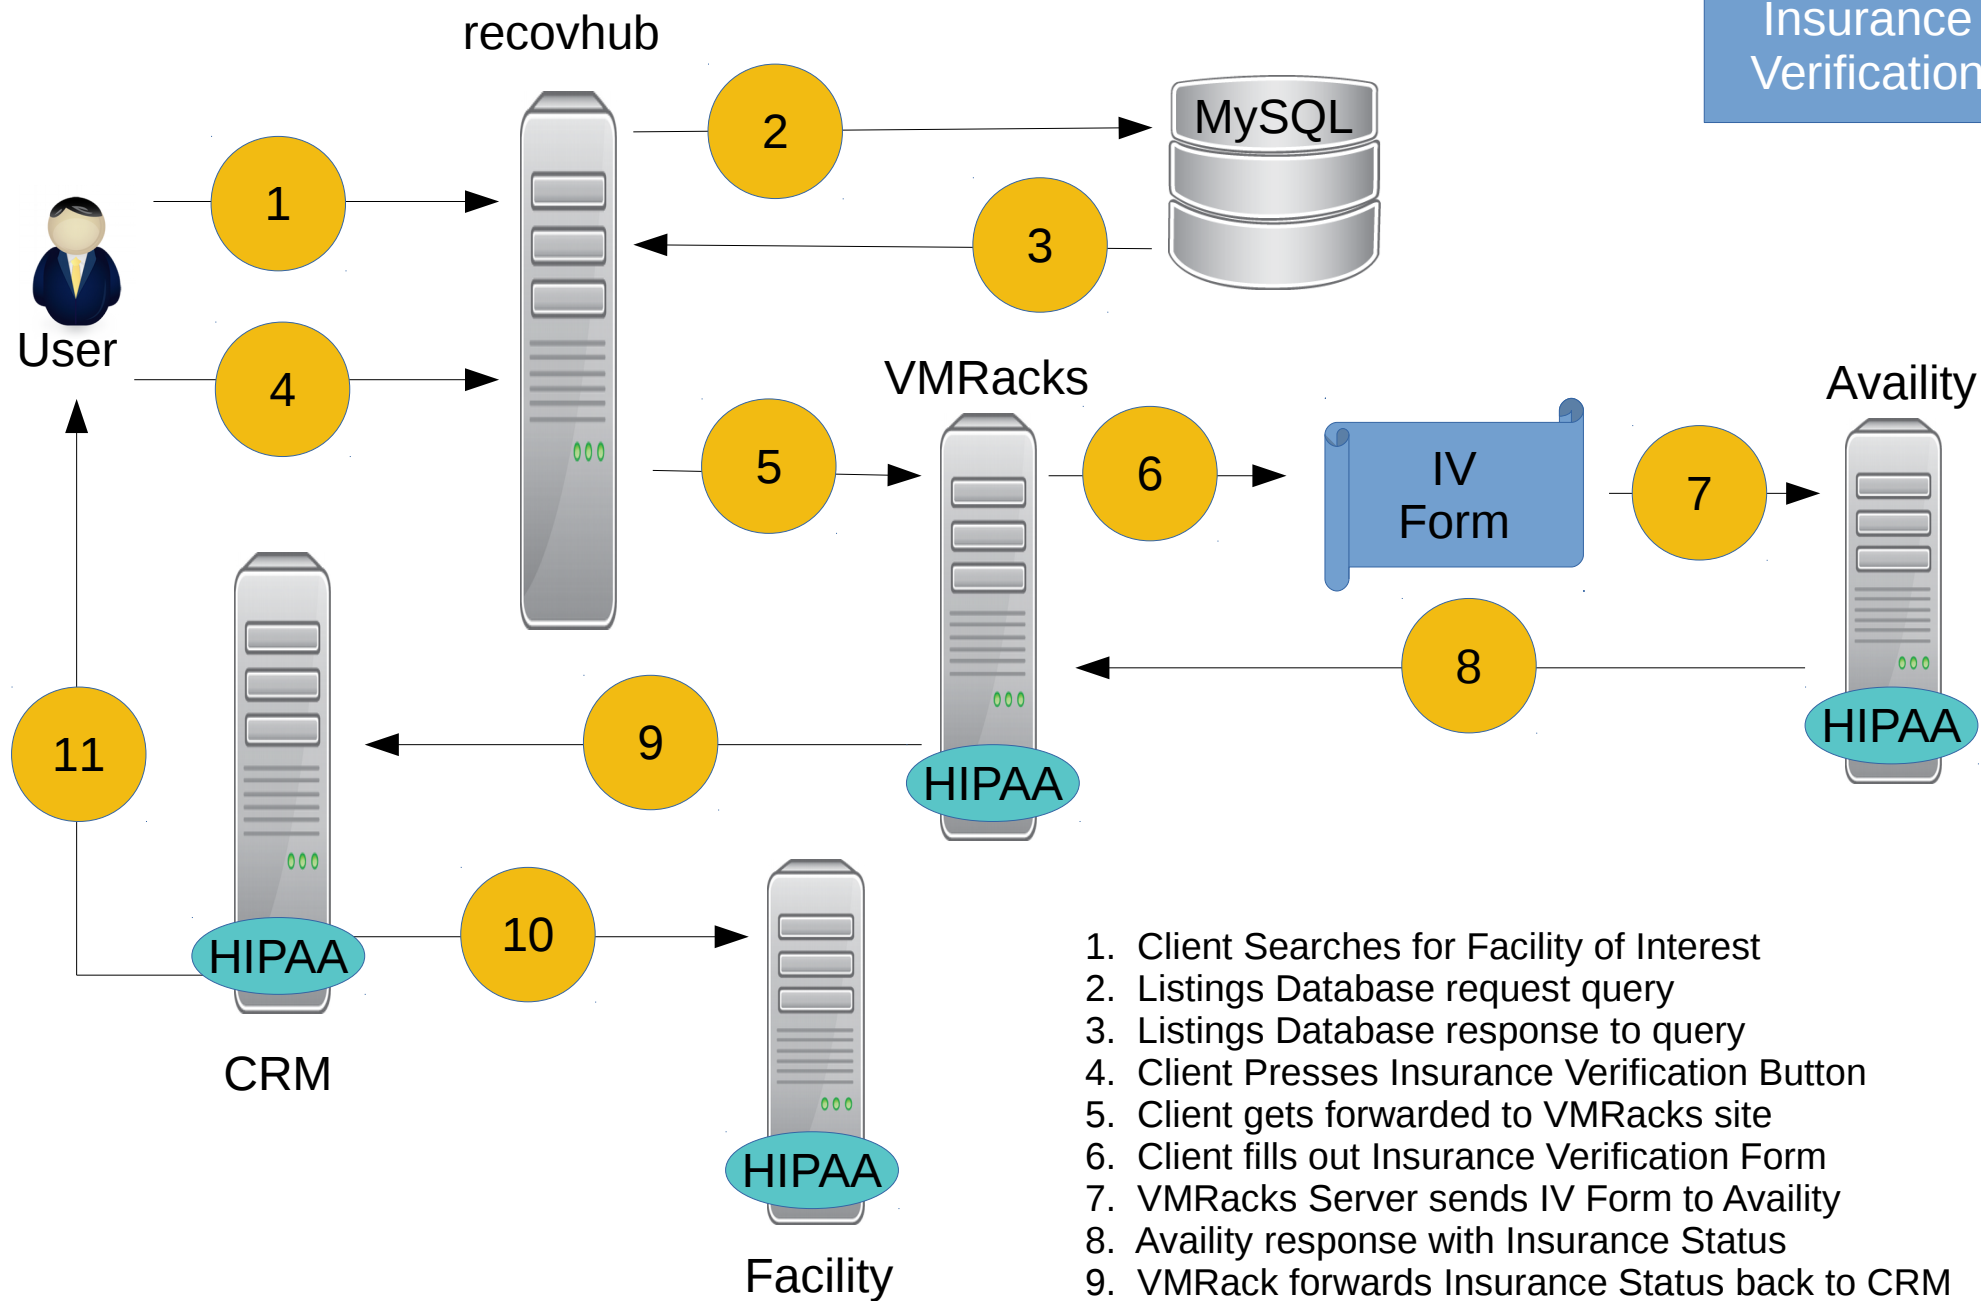 recovhub
Insurance
Verification
MySQL
1
2
3
User
4
VMRacks
Availity
5
6
IV
Form
7
8
9
11
HIPAA
HIPAA
10
HIPAA
CRM
HIPAA
Facility
1. Client Searches for Facility of Interest
2. Listings Database request query
3. Listings Database response to query
4. Client Presses Insurance Verification Button
5. Client gets forwarded to VMRacks site
6. Client fills out Insurance Verification Form
7. VMRacks Server sends IV Form to Availity
8. Availity response with Insurance Status
9. VMRack forwards Insurance Status back to CRM